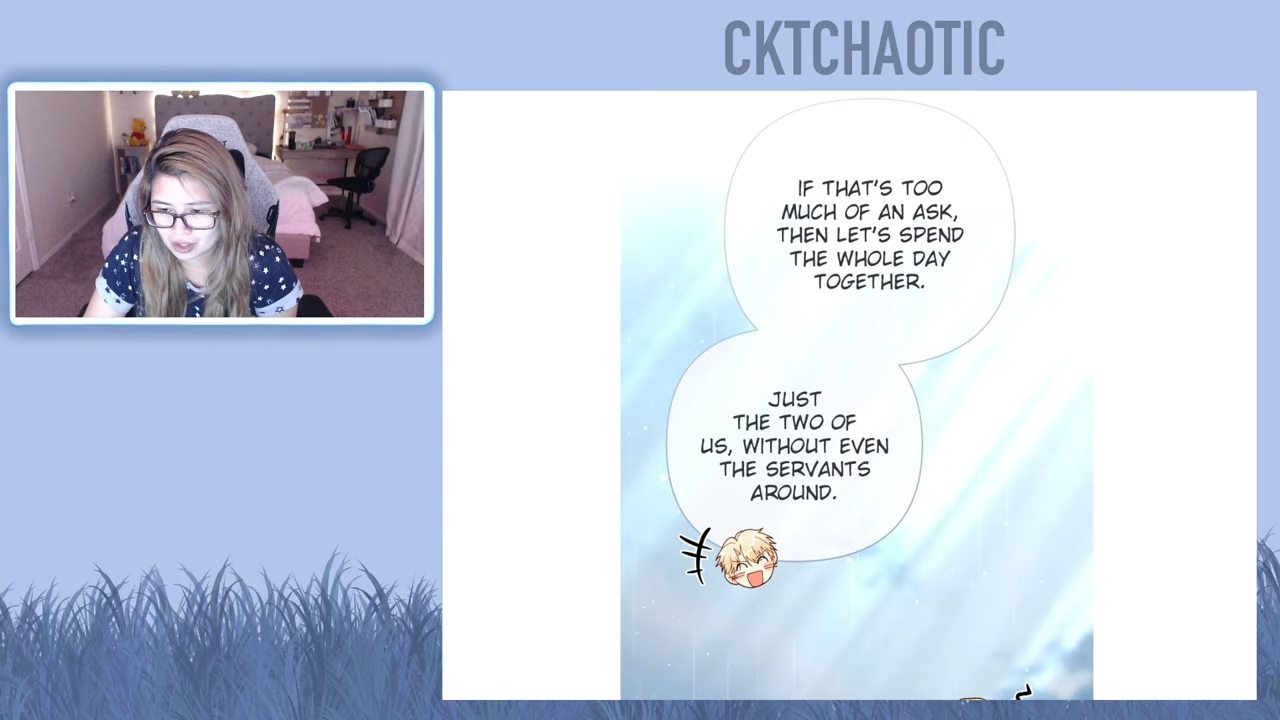 CKTCHAOTIC
IF THAT'S TOO
MUCH OF AN ASK,
THEN LET'S SPEND
THE WHOLE DAY
TOGETHER.
JUST
THE TWO OF
US, WITHOUT EVEN
THE SERVANTS
AROUND.